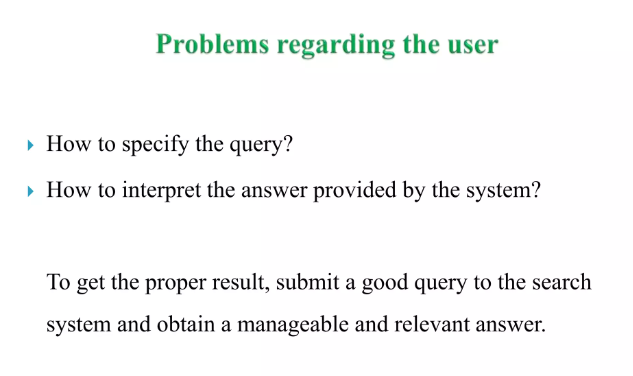 Problems regarding the user
How to specify the query?
How to interpret the answer provided by the system?
To get the proper result, submit a good query to the search
system and obtain a manageable and relevant answer.